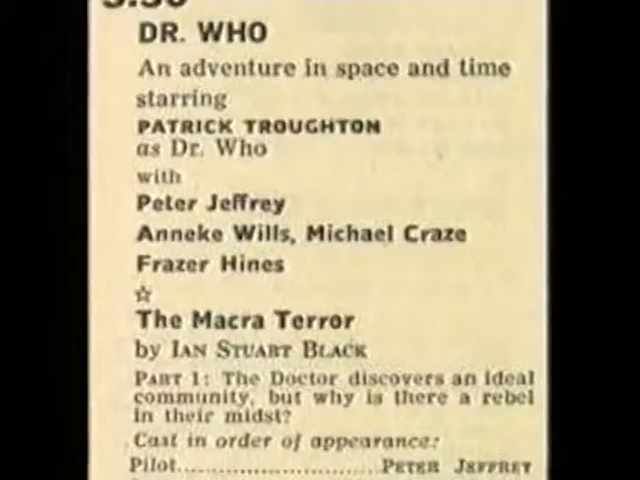 DR. WHO
An adventure in space and time
starring
PATRICK TROUGHTON
as Dr. Who
with
Peter Jeffrey
Anneke Wills, Michael Craze
Frazer Hines
☆
The Macra Terror
by IAN STUART BLACK
PART 1: The Doctor discovers an ideal
community, but why is there a rebel
in their midst?
Cast in order of appearance:
Pilot..............................PETER JEFFREY